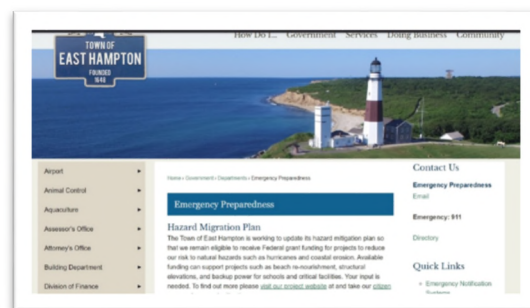 TOWN OF
EAST HAMPTON
FOUNDED
1648
How Do I... Government Services Doing Business Community
Airport
Animal Control
Aquaculture
Assessor's Office
Attorney's Office
Building Department
Division of Finance
Home › Government › Departments › Emergency Preparedness
Emergency Preparedness
Hazard Migration Plan
The Town of East Hampton is working to update its hazard mitigation plan so
that we remain eligible to receive Federal grant funding for projects to reduce
our risk to natural hazards such as hurricanes and coastal erosion. Available
funding can support projects such as beach re-nourishment, structural
elevations, and backup power for schools and critical facilities. Your input is
needed. To find out more please visit our project website at and take our citizen
Contact Us
Emergency Preparedness
Email
Emergency: 911
Directory
Quick Links
Emergency Notification
Systems